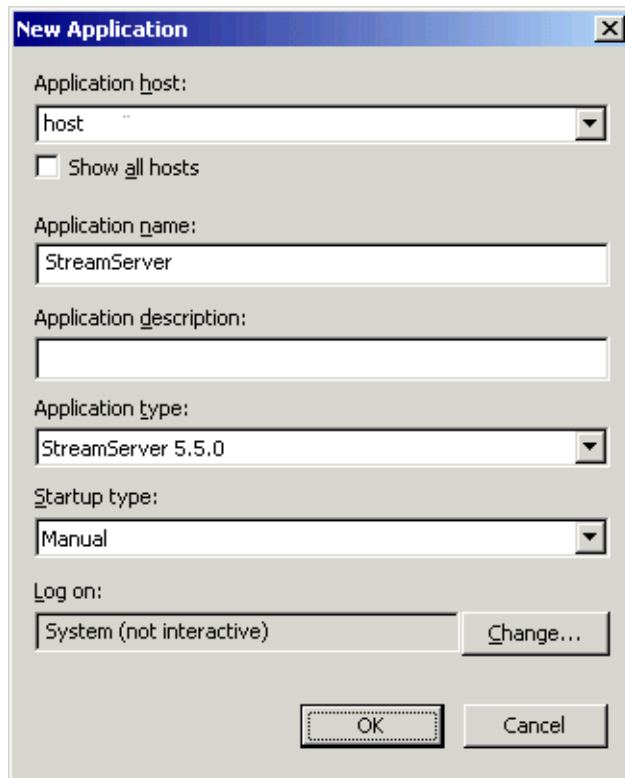 New Application
Application host:
host
Show all hosts
Application name:
StreamServer
Application description:
Application type:
StreamServer 5.5.0
Startup type:
Manual
Log on:
System (not interactive)
Change...
OK
Cancel